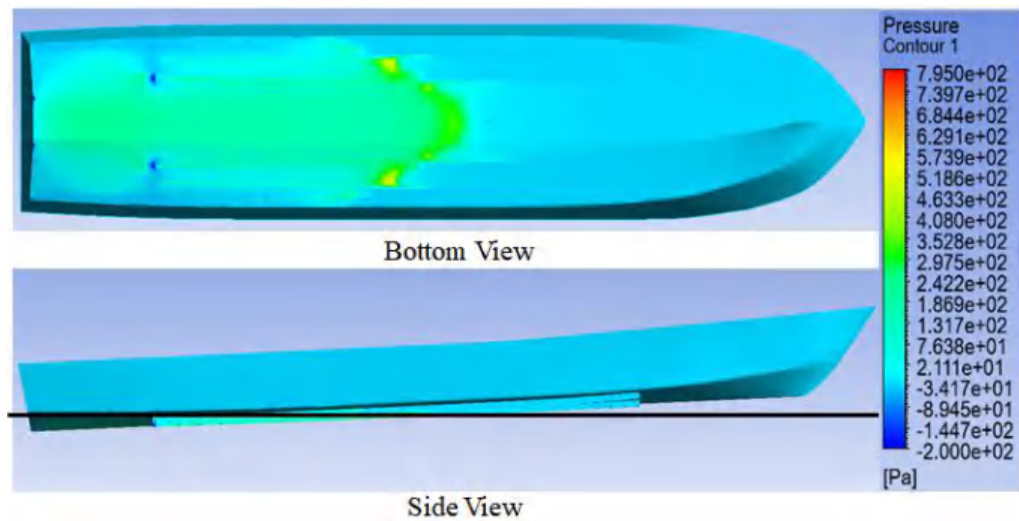 Pressure
Contour 1
7.950e+02
7.397e+02
6.844e+02
6.291e+02
5.739e+02
5.186e+02
4.633e+02
4.080e+02
3.528e+02
2.975e+02
2.422e+02
1.869e+02
1.317e+02
7.638e+01
2.111e+01
-3.417e+01
-8.945e+01
-1.447e+02
-2.000e+02
[Pa]
Bottom View
Side View